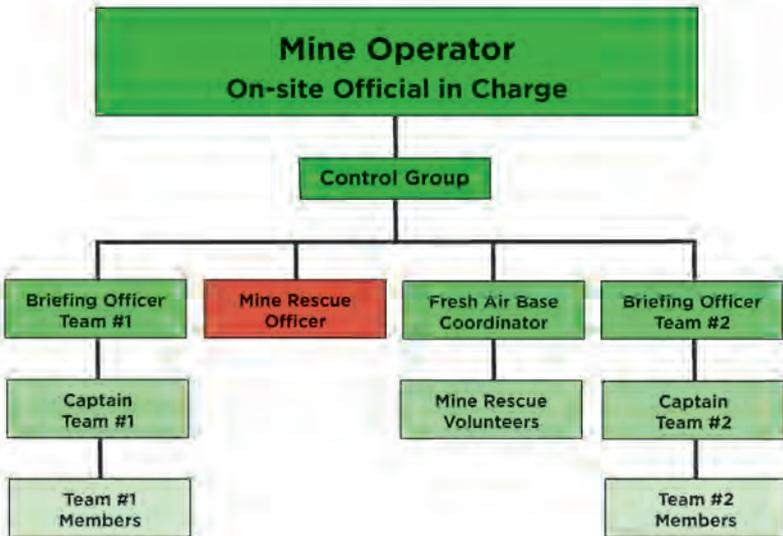 Mine Operator
On-site Official in Charge
Control Group
Briefing Officer
Team #1
Mine Rescue
Officer
Fresh Air Base
Coordinator
Briefing Officer
Team #2
Captain
Team #1
Mine Rescue
Volunteers
Captain
Team #2
Team #1
Members
Team #2
Members